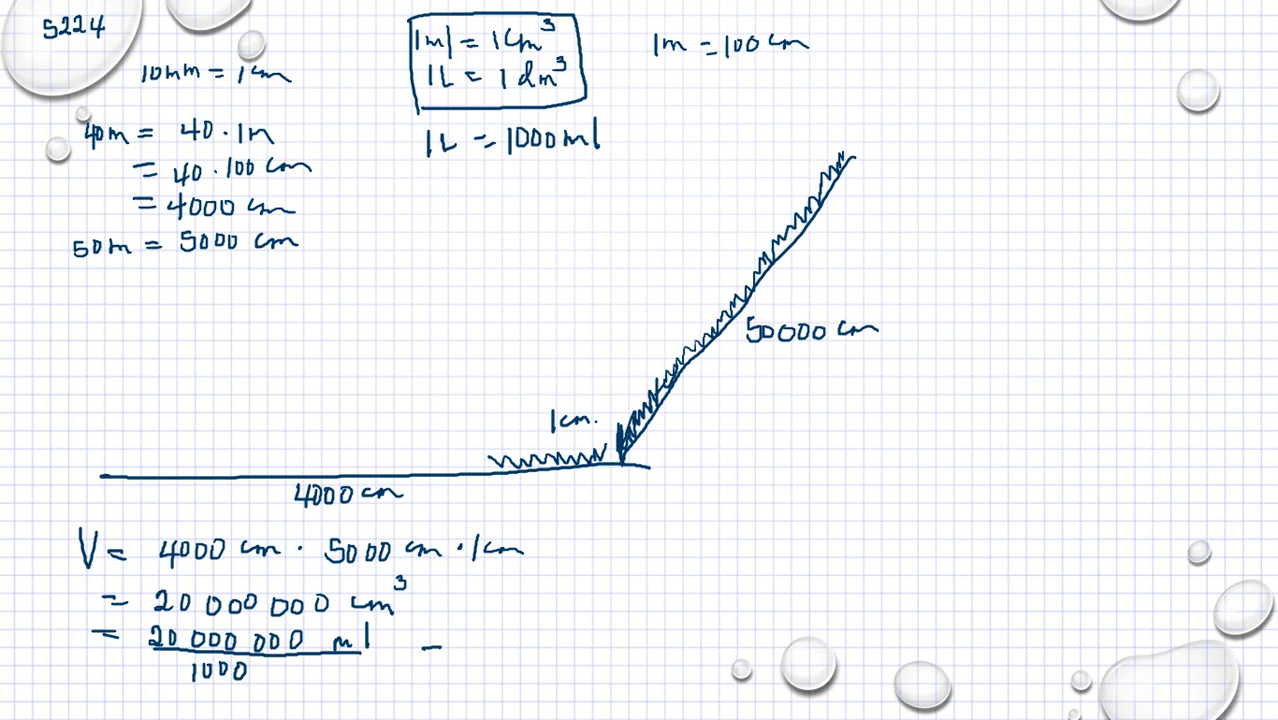 5224
10mm = 1cm
1ml = 1cm³
1L = 1dm³
1m = 100cm
1L = 1000ml
40m = 40 · 1m
= 40 · 100 cm
= 4000 cm
50m = 5000 cm
50000 cm
1cm.
4000 cm
V = 4000 cm · 5000 cm · 1cm
= 20 000 000 cm³
= 20 000 000 ml =
1000